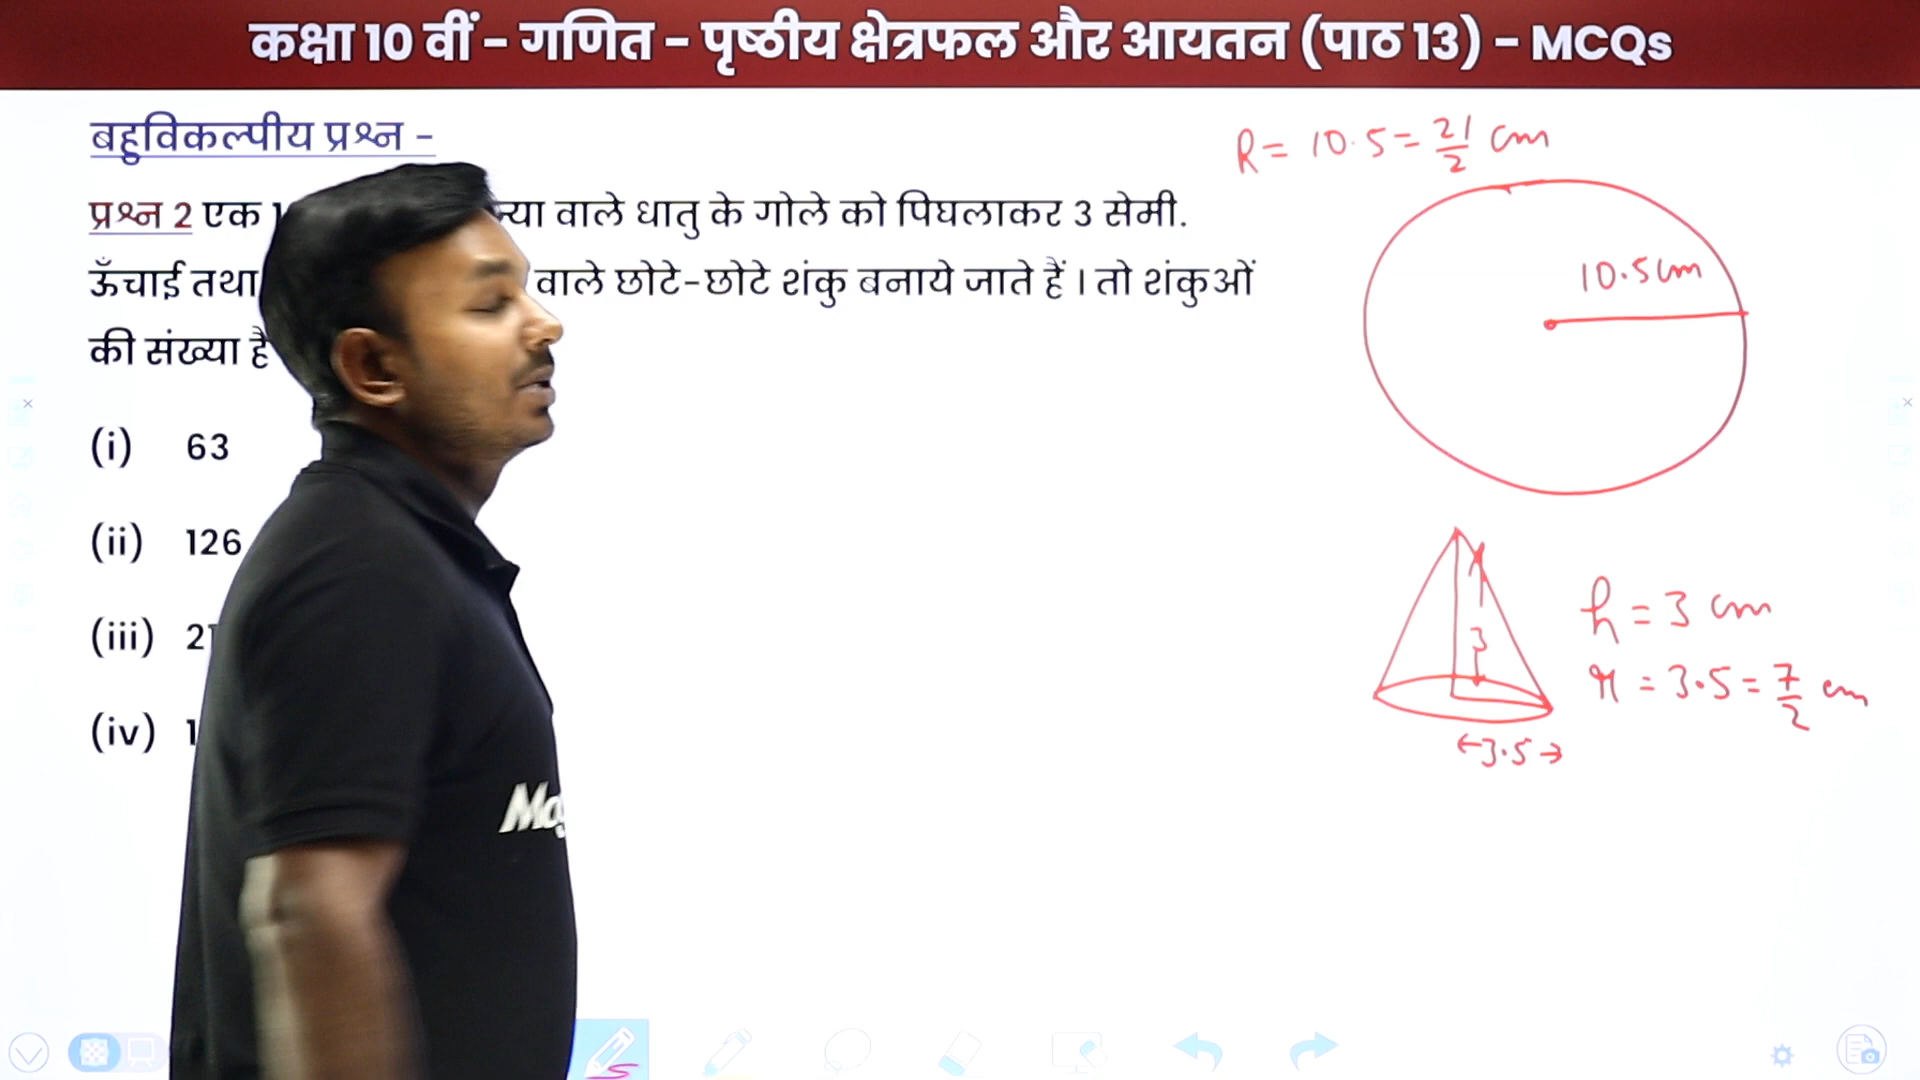 कक्षा 10 वीं - गणित - पृष्ठीय क्षेत्रफल और आयतन (पाठ 13) - MCQs
बहुविकल्पीय प्रश्न -
प्रश्न 2 एक वाले धातु के गोले को पिघलाकर 3 सेमी.
ऊँचाई तथा वाले छोटे-छोटे शंकु बनाये जाते हैं। तो शंकुओं
की संख्या है
(i) 63
(ii) 126
(iii)
(iv)
R = 10.5 = 21/2 cm
10.5cm
3
h = 3 cm
r = 3.5 = 7/2 cm
←3.5→